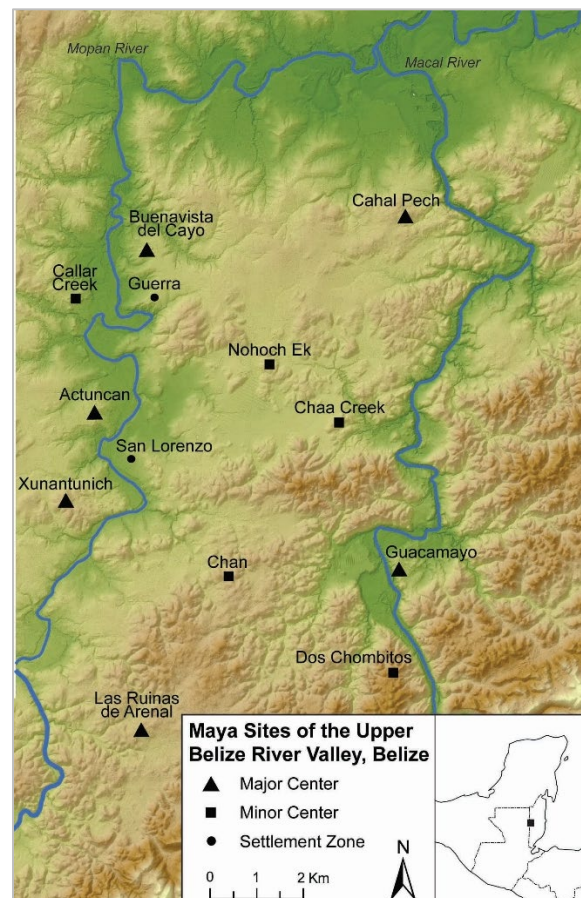 Mopan River
Macal River
Cahal Pech
Buenavista
del Cayo
Callar
Creek
Guerra
Nohoch Ek
Actuncan
Chaa Creek
San Lorenzo
Xunantunich
Chan
Guacamayo
Dos Chombitos
Las Ruinas
de Arenal
Maya Sites of the Upper
Belize River Valley, Belize
Major Center
Minor Center
Settlement Zone
N
0 1 2 Km